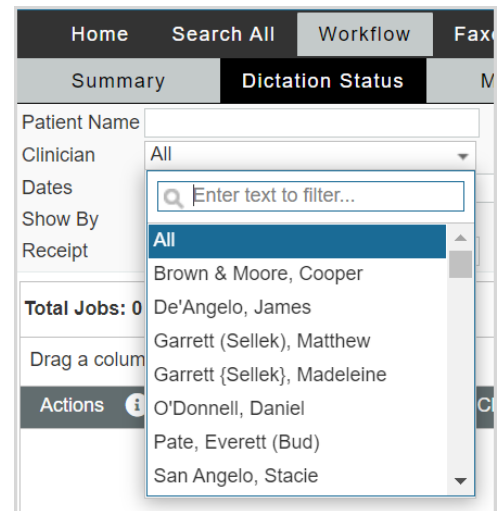 Home Search All Workflow
Summary Dictation Status
Patient Name
Clinician All
Dates Enter text to filter...
Show By
All
Receipt
Brown & Moore, Cooper
Total Jobs: 0 De'Angelo, James
Garrett (Sellek), Matthew
Drag a colum
Garrett {Sellek}, Madeleine
Actions i O'Donnell, Daniel
Pate, Everett (Bud)
San Angelo, Stacie